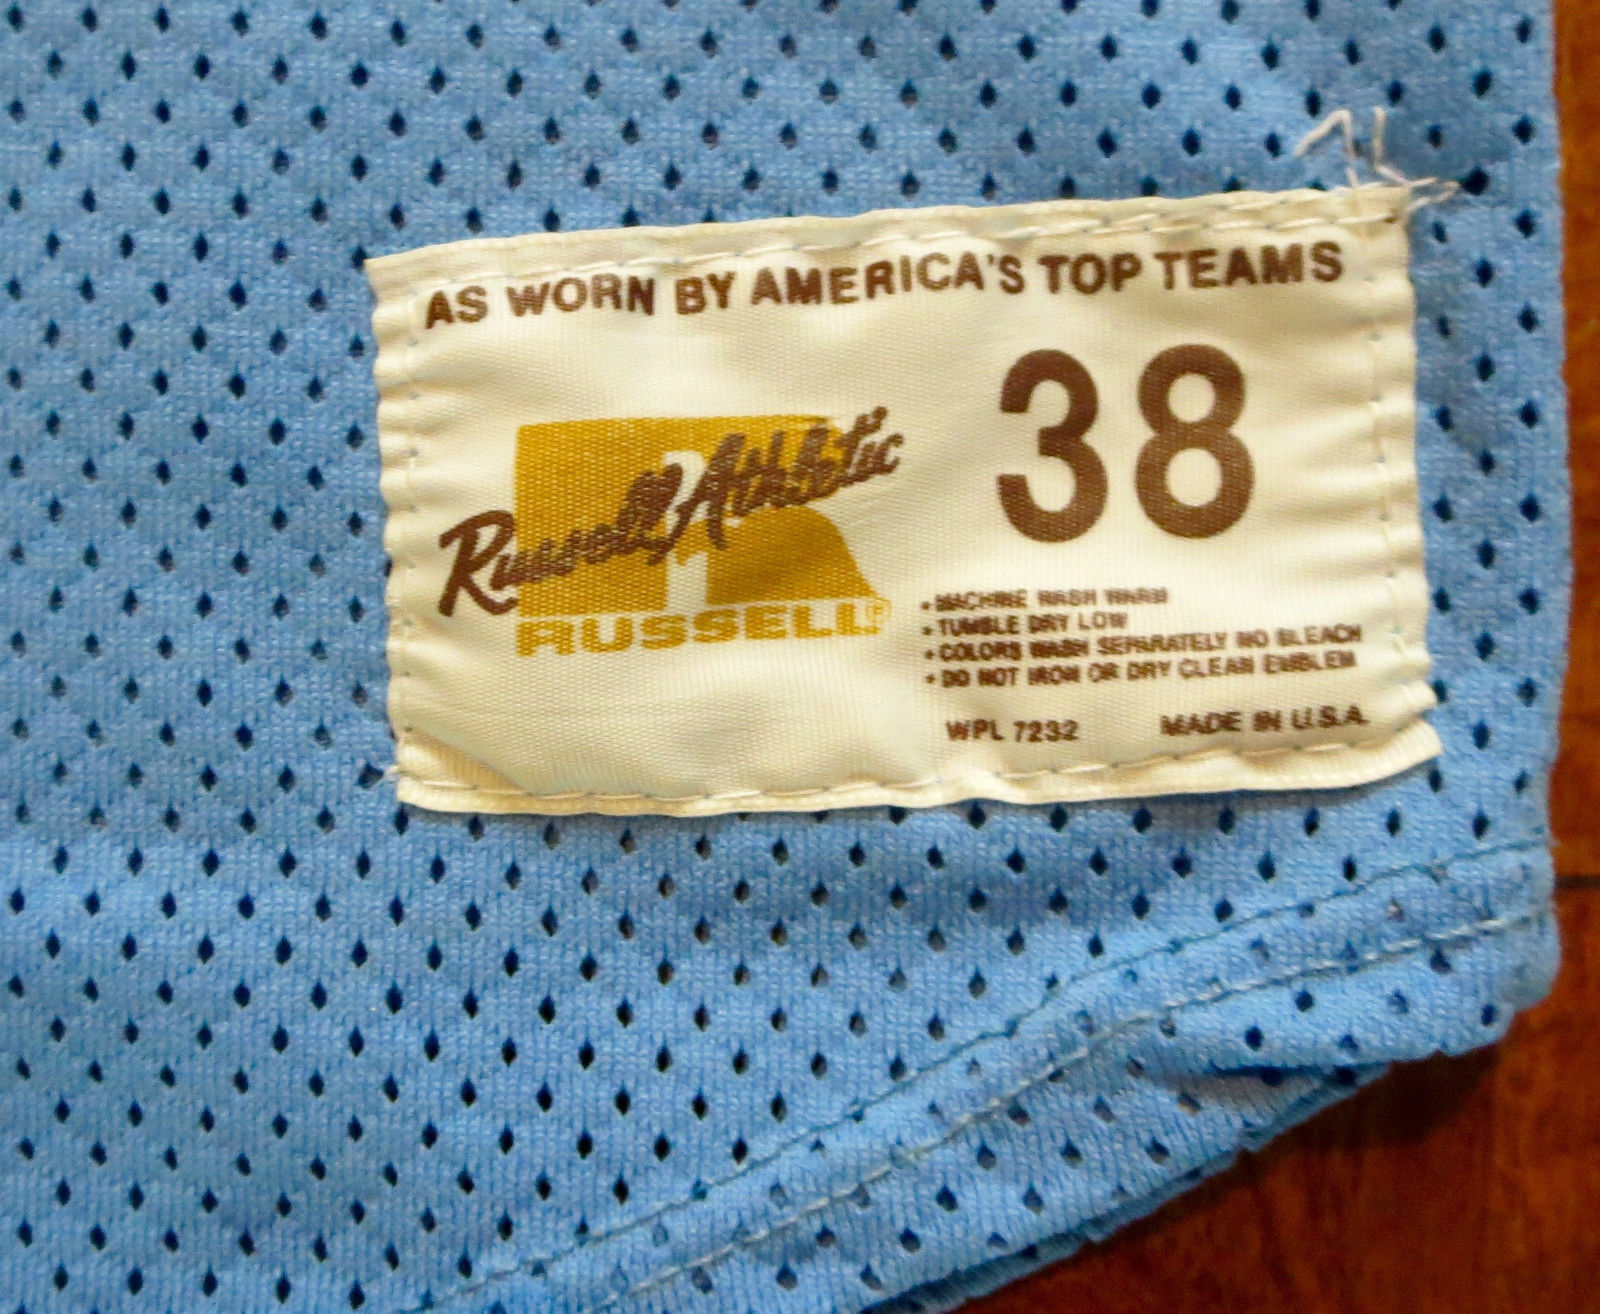 AS WORN BY AMERICA'S TOP TEAMS
38
Russell Athletic
RUSSELL®
• MACHINE WASH WARM
• TUMBLE DRY LOW
• COLORS WASH SEPARATELY NO BLEACH
• DO NOT IRON OR DRY CLEAN EMBLEM
WPL 7232 MADE IN U.S.A.